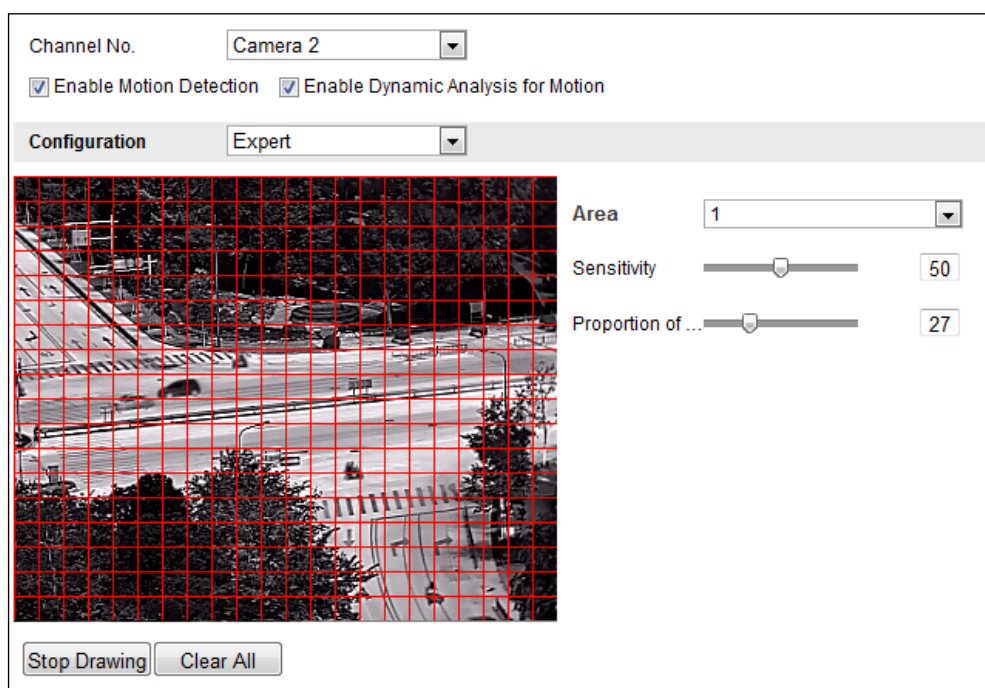 Channel No. Camera 2
Enable Motion Detection Enable Dynamic Analysis for Motion
Configuration Expert
Area 1
Sensitivity 50
Proportion of ... 27
Stop Drawing Clear All